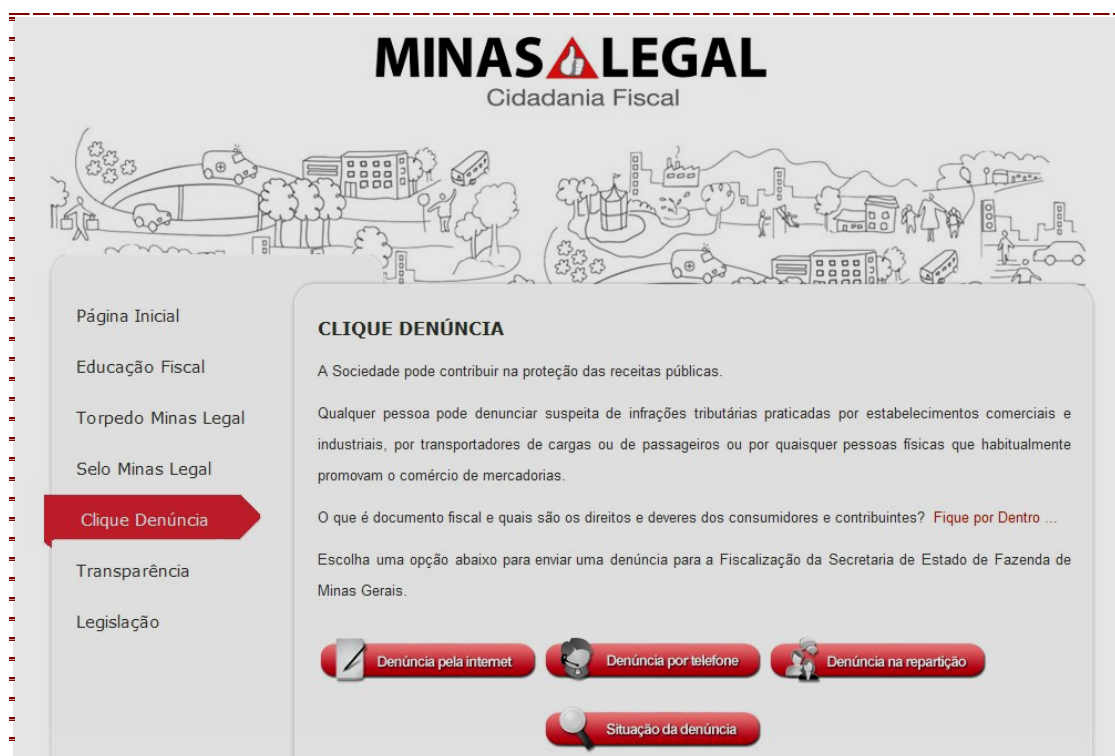 MINAS LEGAL
Cidadania Fiscal
Página Inicial
Educação Fiscal
Torpedo Minas Legal
Selo Minas Legal
Clique Denúncia
Transparência
Legislação
CLIQUE DENÚNCIA
A Sociedade pode contribuir na proteção das receitas públicas.
Qualquer pessoa pode denunciar suspeita de infrações tributárias praticadas por estabelecimentos comerciais e
industriais, por transportadores de cargas ou de passageiros ou por quaisquer pessoas físicas que habitualmente
promovam o comércio de mercadorias.
O que é documento fiscal e quais são os direitos e deveres dos consumidores e contribuintes? Fique por Dentro ...
Escolha uma opção abaixo para enviar uma denúncia para a Fiscalização da Secretaria de Estado de Fazenda de
Minas Gerais.
Denúncia pela internet
Denúncia por telefone
Denúncia na repartição
Situação da denúncia